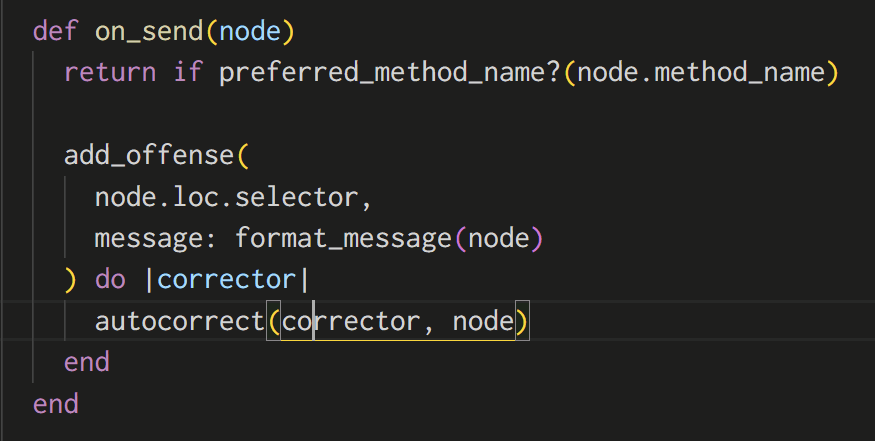 def on_send(node)
  return if preferred_method_name?(node.method_name)

  add_offense(
    node.loc.selector,
    message: format_message(node)
  ) do |corrector|
    autocorrect(corrector, node)
  end
end